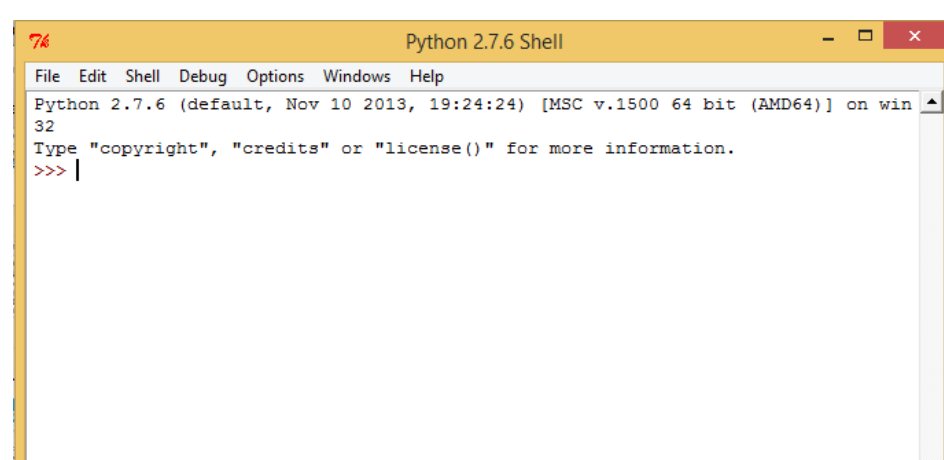 7% Python 2.7.6 Shell
File Edit Shell Debug Options Windows Help
Python 2.7.6 (default, Nov 10 2013, 19:24:24) [MSC v.1500 64 bit (AMD64)] on win
32
Type "copyright", "credits" or "license()" for more information.
>>>